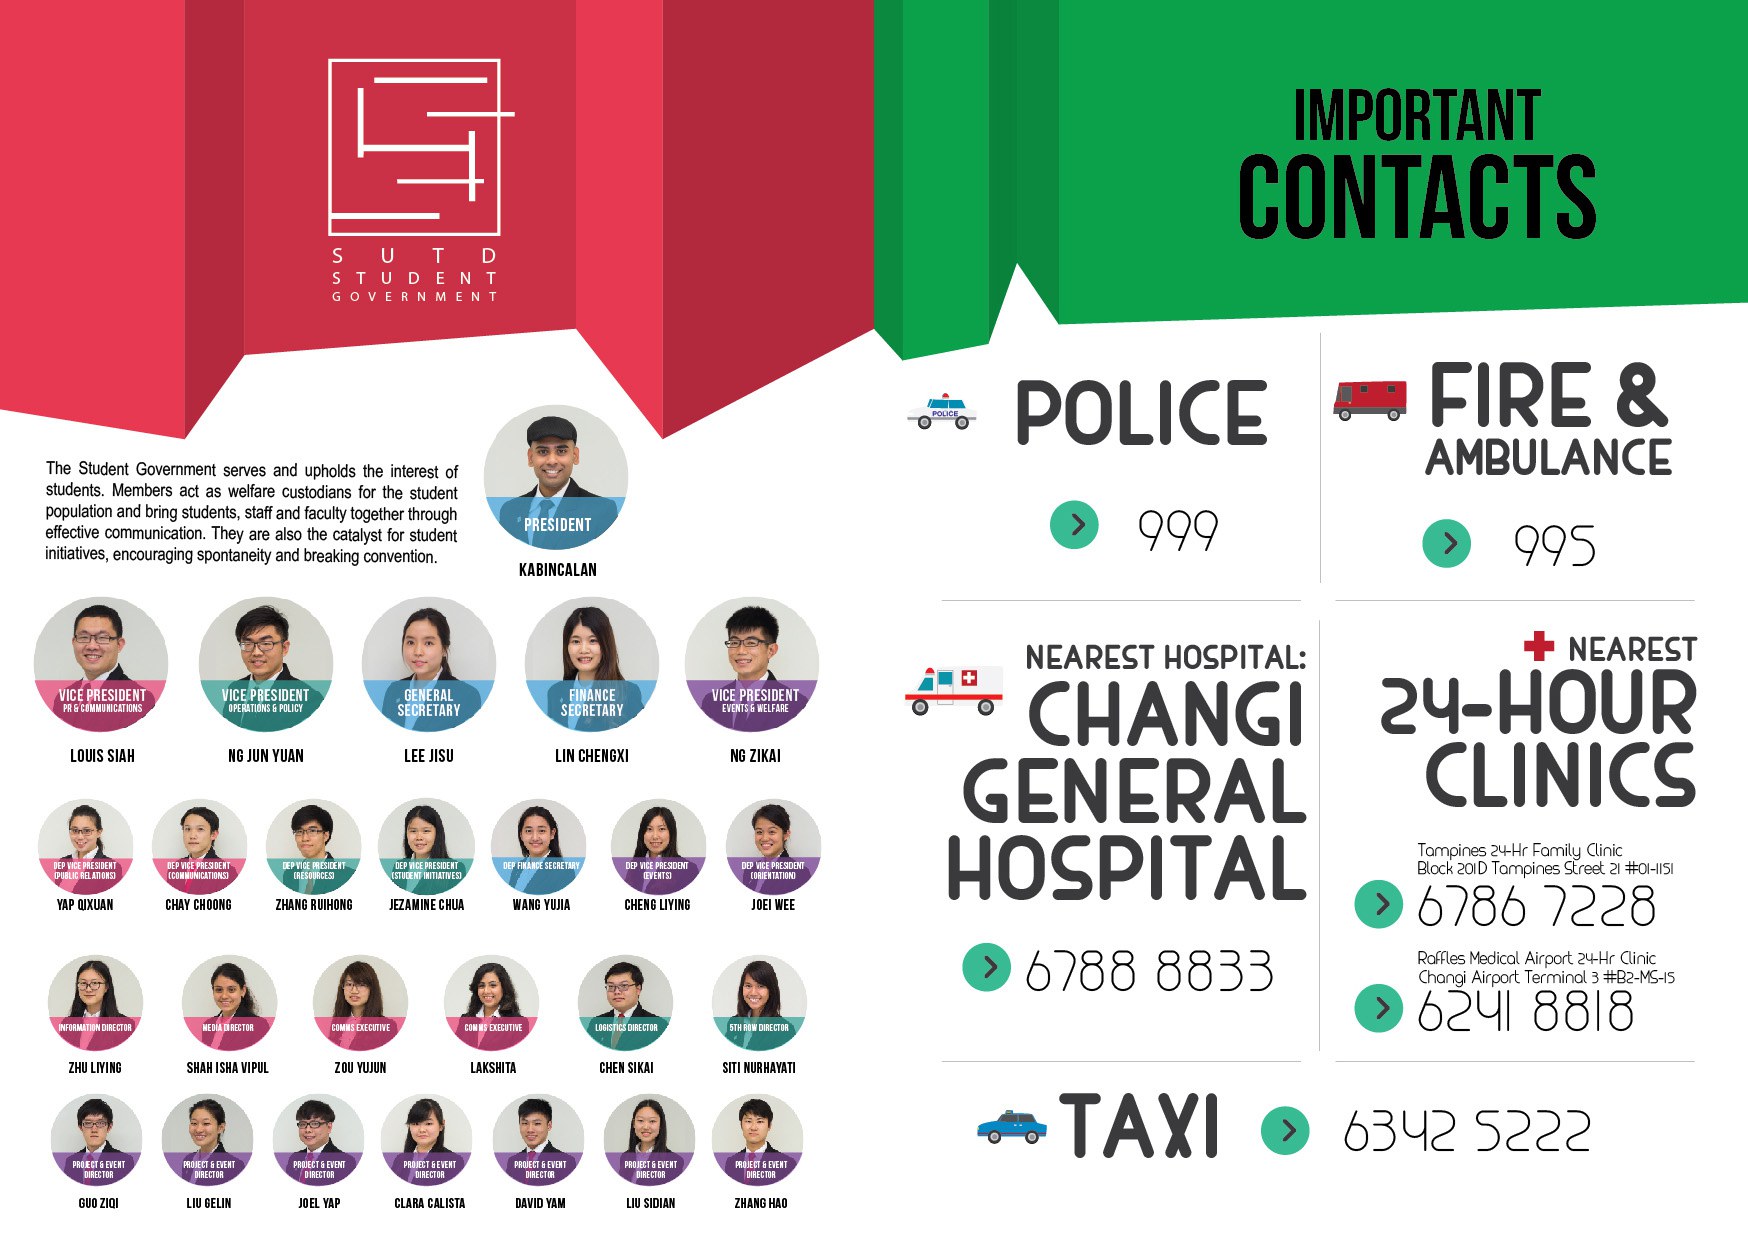 SUTD
STUDENT
GOVERNMENT
The Student Government serves and upholds the interest of
students. Members act as welfare custodians for the student
population and bring students, staff and faculty together through
effective communication. They are also the catalyst for student
initiatives, encouraging spontaneity and breaking convention.
PRESIDENT
KABINCALAN
VICE PRESIDENT
PR & COMMUNICATIONS
LOUIS SIAH
VICE PRESIDENT
OPERATIONS & POLICY
NG JUN YUAN
GENERAL
SECRETARY
LEE JISU
FINANCE
SECRETARY
LIN CHENGXI
VICE PRESIDENT
EVENTS & WELFARE
NG ZIKAI
DEP VICE PRESIDENT
(PUBLIC RELATIONS)
YAP QIXUAN
DEP VICE PRESIDENT
(COMMUNICATIONS)
CHAY CHOONG
DEP VICE PRESIDENT
(RESOURCES)
ZHANG RUIHONG
DEP VICE PRESIDENT
(STUDENT INITIATIVES)
JEZAMINE CHUA
DEP FINANCE SECRETARY
WANG YUJIA
DEP VICE PRESIDENT
(EVENTS)
CHENG LIYING
DEP VICE PRESIDENT
(ORIENTATION)
JOEI WEE
INFORMATION DIRECTOR
ZHU LIYING
MEDIA DIRECTOR
SHAH ISHA VIPUL
COMMS EXECUTIVE
ZOU YUJUN
COMMS EXECUTIVE
LAKSHITA
LOGISTICS DIRECTOR
CHEN SIKAI
5TH ROW DIRECTOR
SITI NURHAYATI
PROJECT & EVENT
DIRECTOR
GUO ZIQI
PROJECT & EVENT
DIRECTOR
LIU GELIN
PROJECT & EVENT
DIRECTOR
JOEL YAP
PROJECT & EVENT
DIRECTOR
CLARA CALISTA
PROJECT & EVENT
DIRECTOR
DAVID YAM
PROJECT & EVENT
DIRECTOR
LIU SIDIAN
PROJECT & EVENT
DIRECTOR
ZHANG HAO
IMPORTANT
CONTACTS
POLICE
POLICE
999
FIRE &
AMBULANCE
995
NEAREST HOSPITAL:
CHANGI
GENERAL
HOSPITAL
6788 8833
NEAREST
24-HOUR
CLINICS
Tampines 24-Hr Family Clinic
Block 201D Tampines Street 21 #01-1151
6786 7228
Raffles Medical Airport 24-Hr Clinic
Changi Airport Terminal 3 #B2-MS-15
6241 8818
TAXI
6342 5222